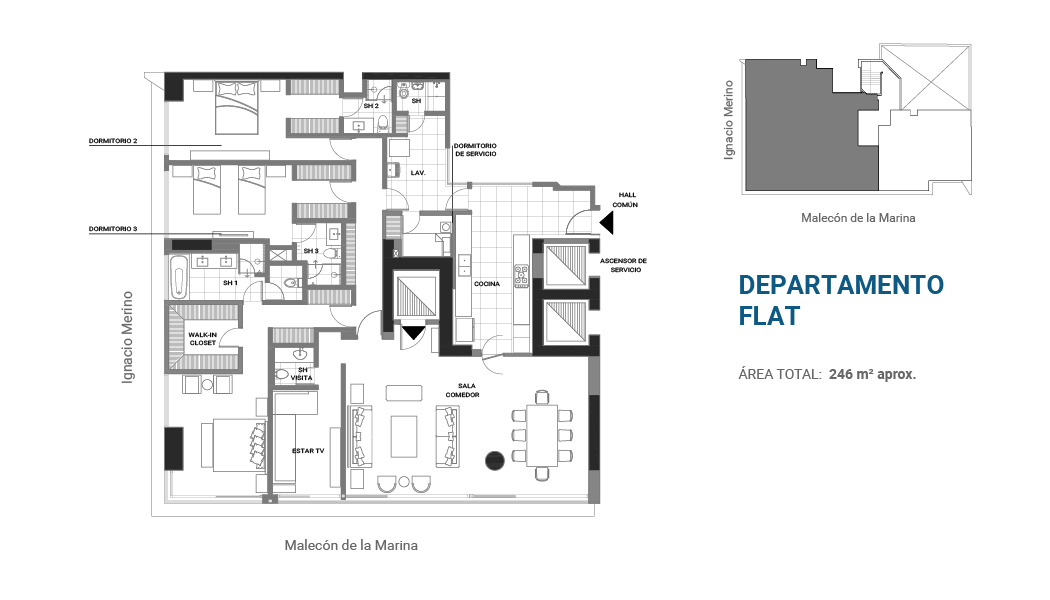 DORMITORIO 2
SH 2
SH
DORMITORIO
DE SERVICIO
LAV.
HALL
COMÚN
DORMITORIO 3
SH 3
ASCENSOR DE
SERVICIO
SH 1
COCINA
WALK-IN
CLOSET
SH
VISITA
SALA
COMEDOR
ESTAR TV
Ignacio Merino
Malecón de la Marina
Ignacio Merino
Malecón de la Marina
DEPARTAMENTO
FLAT
ÁREA TOTAL: 246 m² aprox.